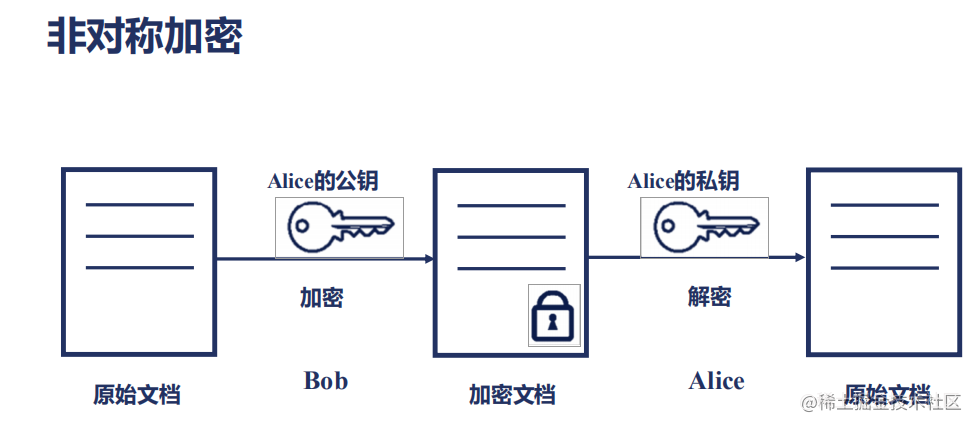 非对称加密
Alice的公钥
Alice的私钥
加密
解密
Bob
Alice
原始文档
加密文档
原始文档
@稀土掘金技术社区